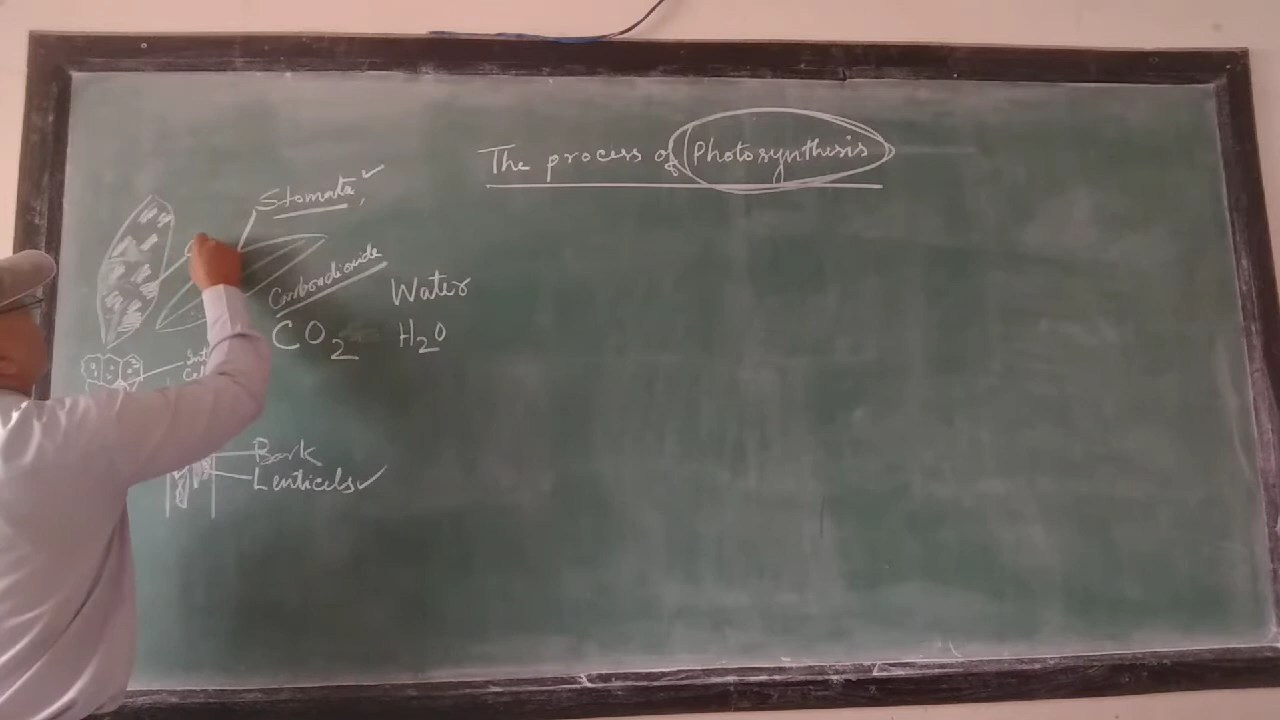 The process of Photosynthesis
Stomata
Carbondioxide
Water
CO2
H2O
Bark
Lenticels